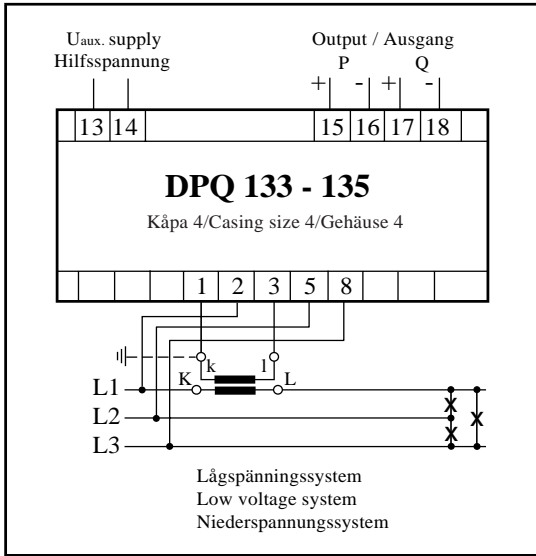 Uaux. supply
Hilfsspannung
Output / Ausgang
P Q
+ - + -
13 14 15 16 17 18
DPQ 133 - 135
Kåpa 4/Casing size 4/Gehäuse 4
1 2 3 5 8
k l
K L
L1
L2
L3
Lågspänningssystem
Low voltage system
Niederspannungssystem